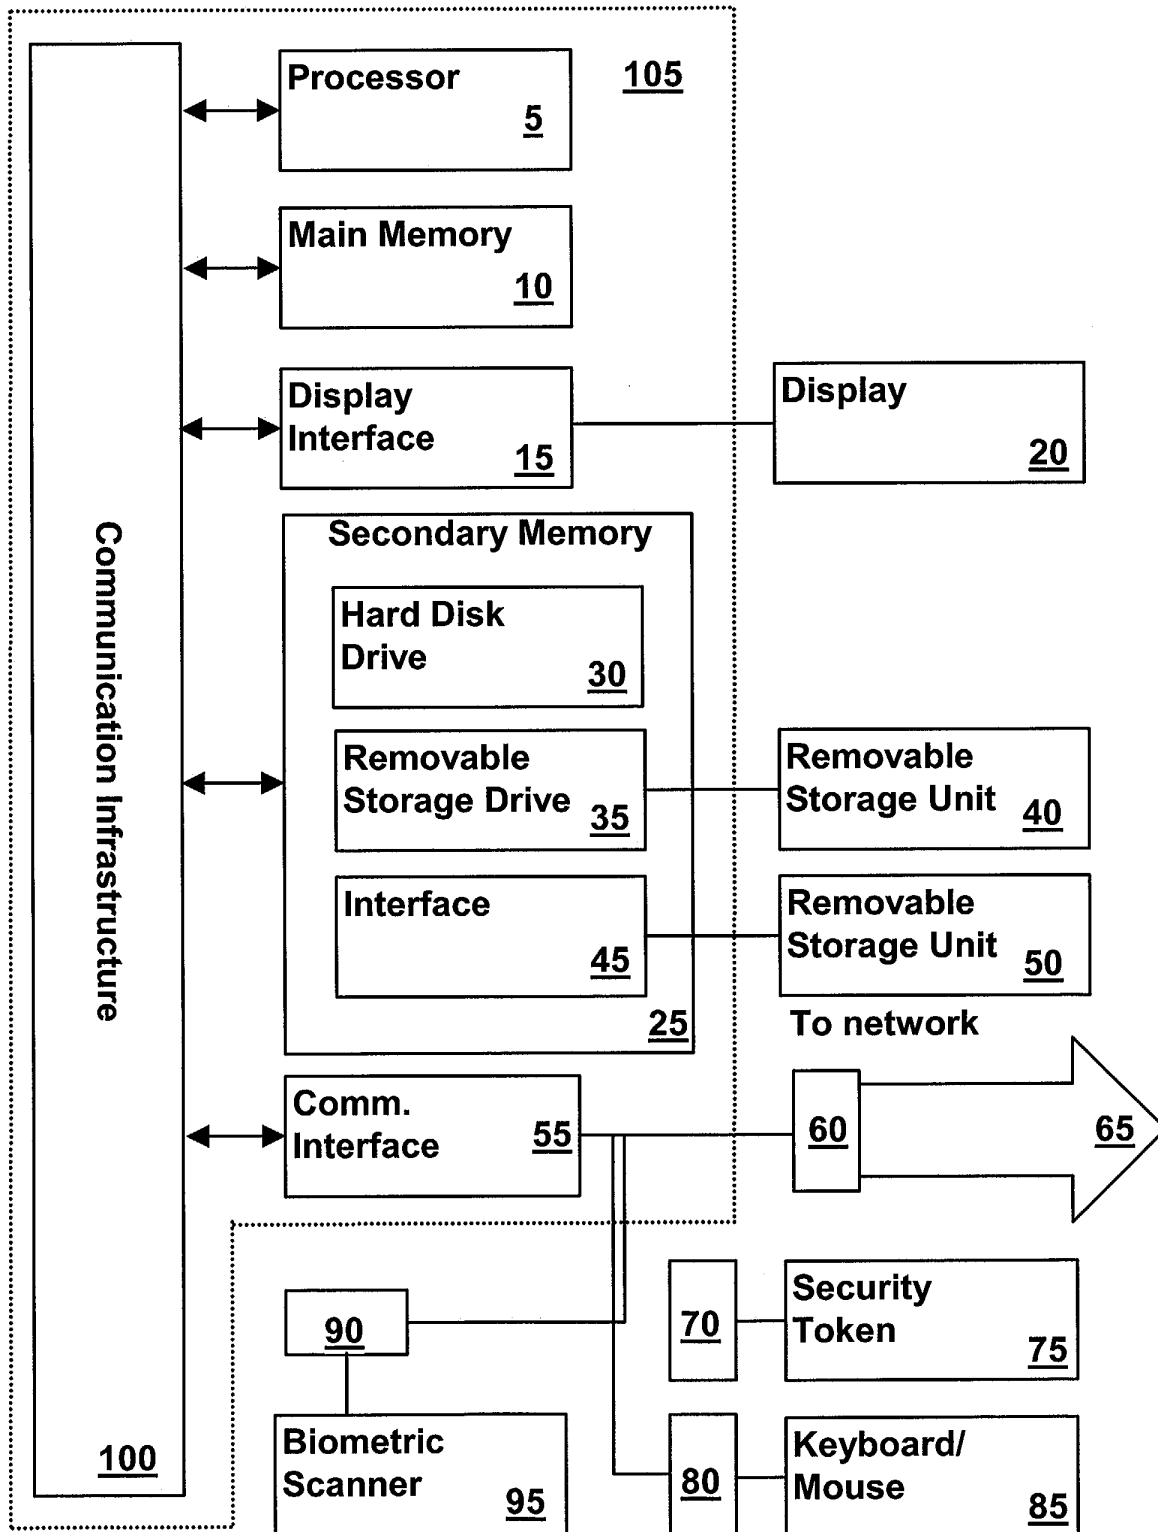 Processor
105
5
Main Memory
10
Display
Interface
15
Display
20
Secondary Memory
Hard Disk
Drive
30
Removable
Storage Drive
35
Removable
Storage Unit
40
Interface
45
Removable
Storage Unit
50
25
To network
Comm.
Interface
55
60
65
Communication Infrastructure
100
90
70
Security
Token
75
Biometric
Scanner
95
80
Keyboard/
Mouse
85